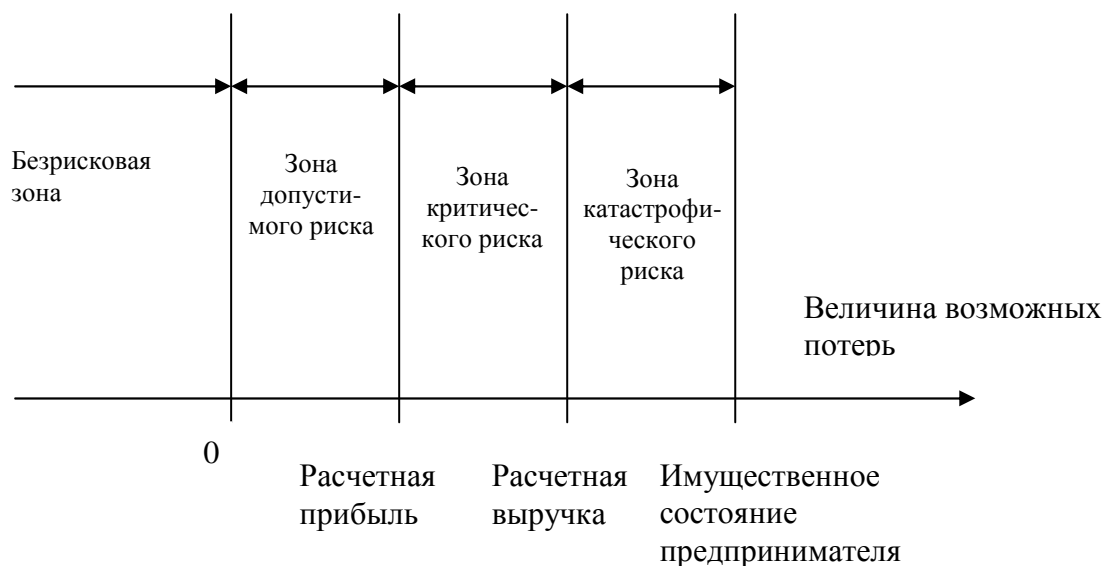 Безрисковая
зона
Зона
допусти-
мого риска
Зона
критичес-
кого риска
Зона
катастрофи-
ческого
риска
Величина возможных
потерь
0
Расчетная
прибыль
Расчетная
выручка
Имущественное
состояние
предпринимателя